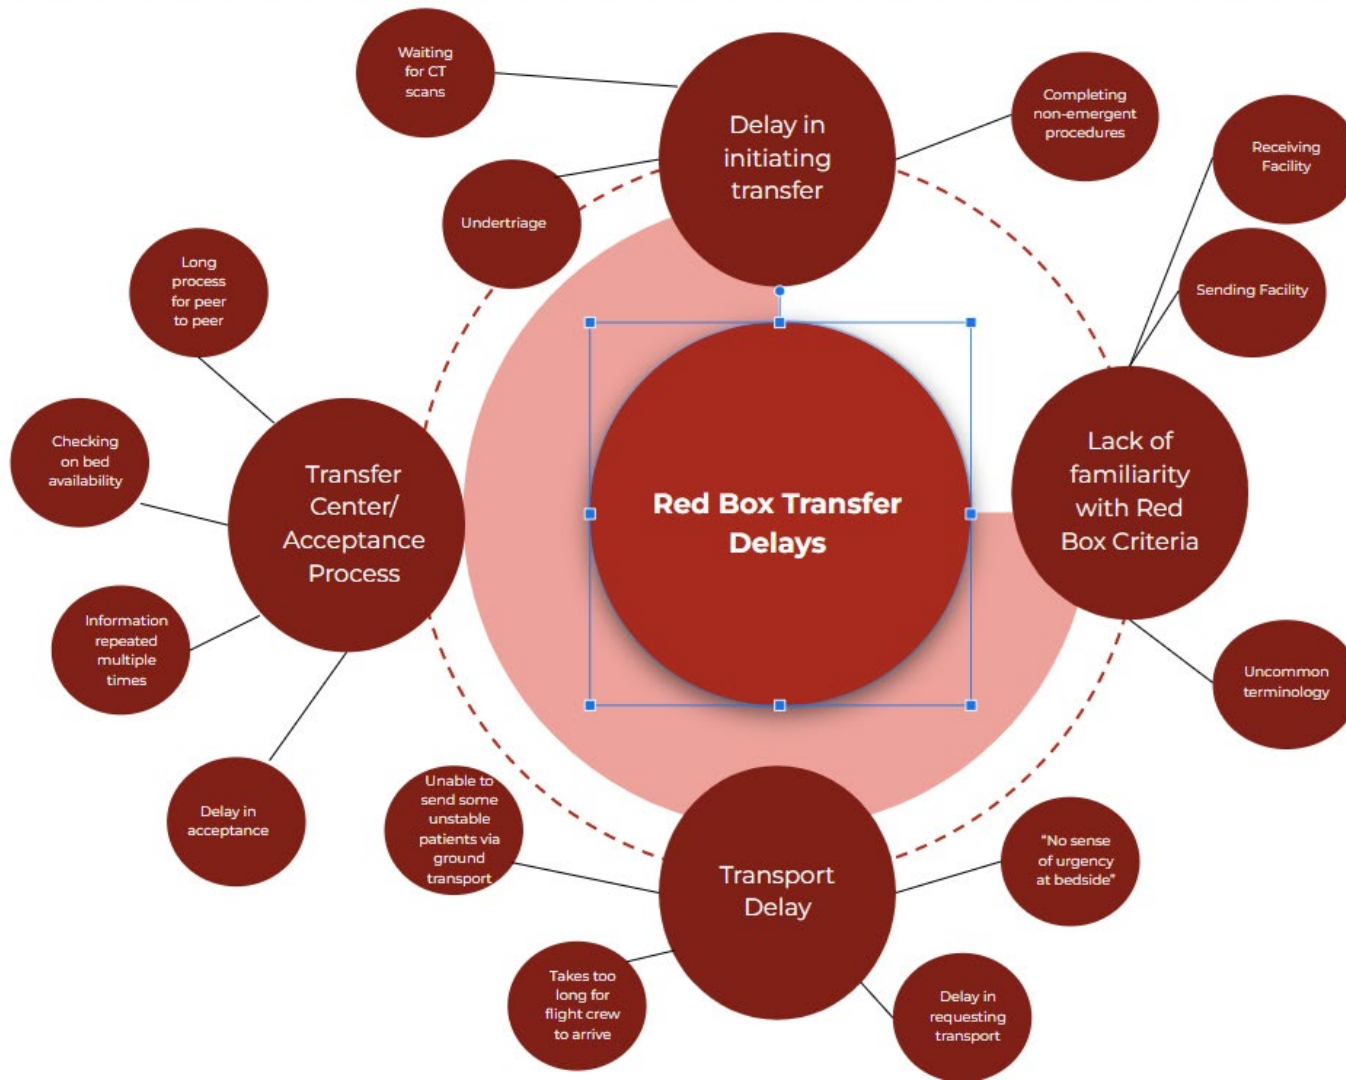 Waiting
for CT
scans
Delay in
initiating
transfer
Completing
non-emergent
procedures
Receiving
Facility
Undertriage
Sending Facility
Long
process
for peer
to peer
Checking
on bed
availability
Transfer
Center/
Acceptance
Process
Red Box Transfer
Delays
Lack of
familiarity
with Red
Box Criteria
Information
repeated
multiple
times
Uncommon
terminology
Delay in
acceptance
Unable to
send some
unstable
patients via
ground
transport
Transport
Delay
"No sense
of urgency
at bedside"
Takes too
long for
flight crew
to arrive
Delay in
requesting
transport